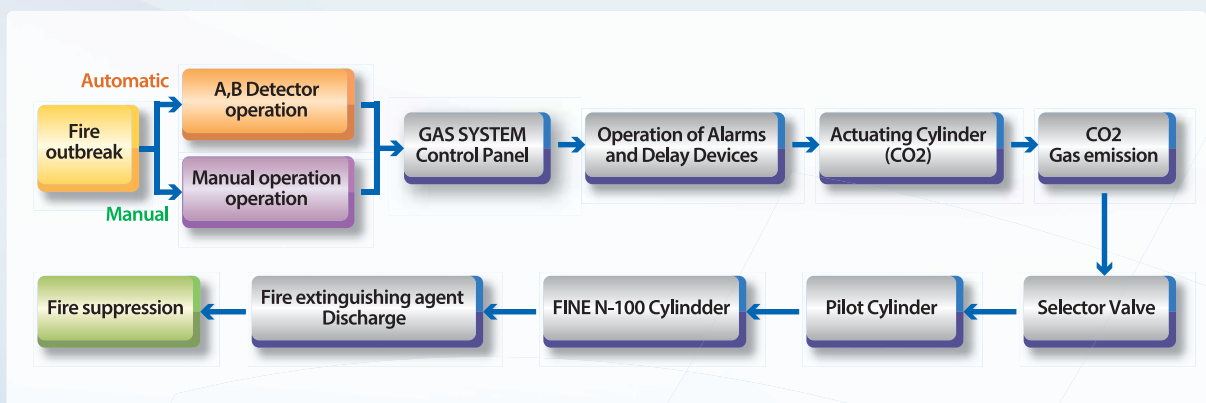 Automatic
Fire
outbreak
Manual
A,B Detector
operation
Manual operation
operation
GAS SYSTEM
Control Panel
Operation of Alarms
and Delay Devices
Actuating Cylinder
(CO2)
CO2
Gas emission
Selector Valve
Pilot Cylinder
FINE N-100 Cylindder
Fire extinguishing agent
Discharge
Fire suppression